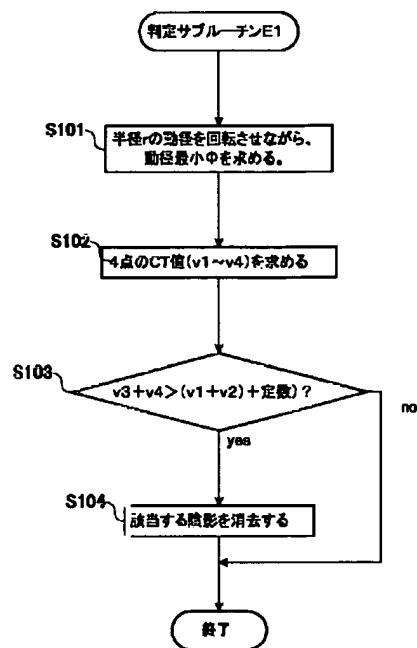 判定サブルーチンE1
S101
半径rの動径を回転させながら、
動径最小Φを求める。
S102
4点のCT値(v1～v4)を求める
S103
v3+v4>(v1+v2)+定数)?
no
yes
S104
該当する陰影を消去する
終了